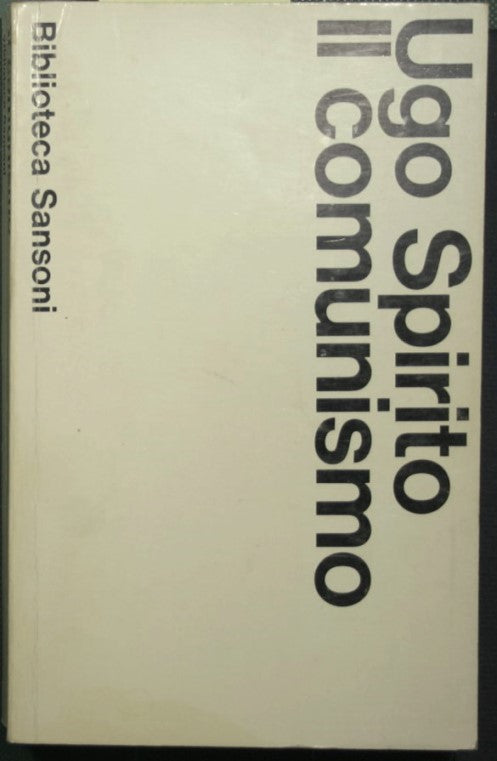 Ugo Spirito
Il comunismo
Biblioteca Sansoni